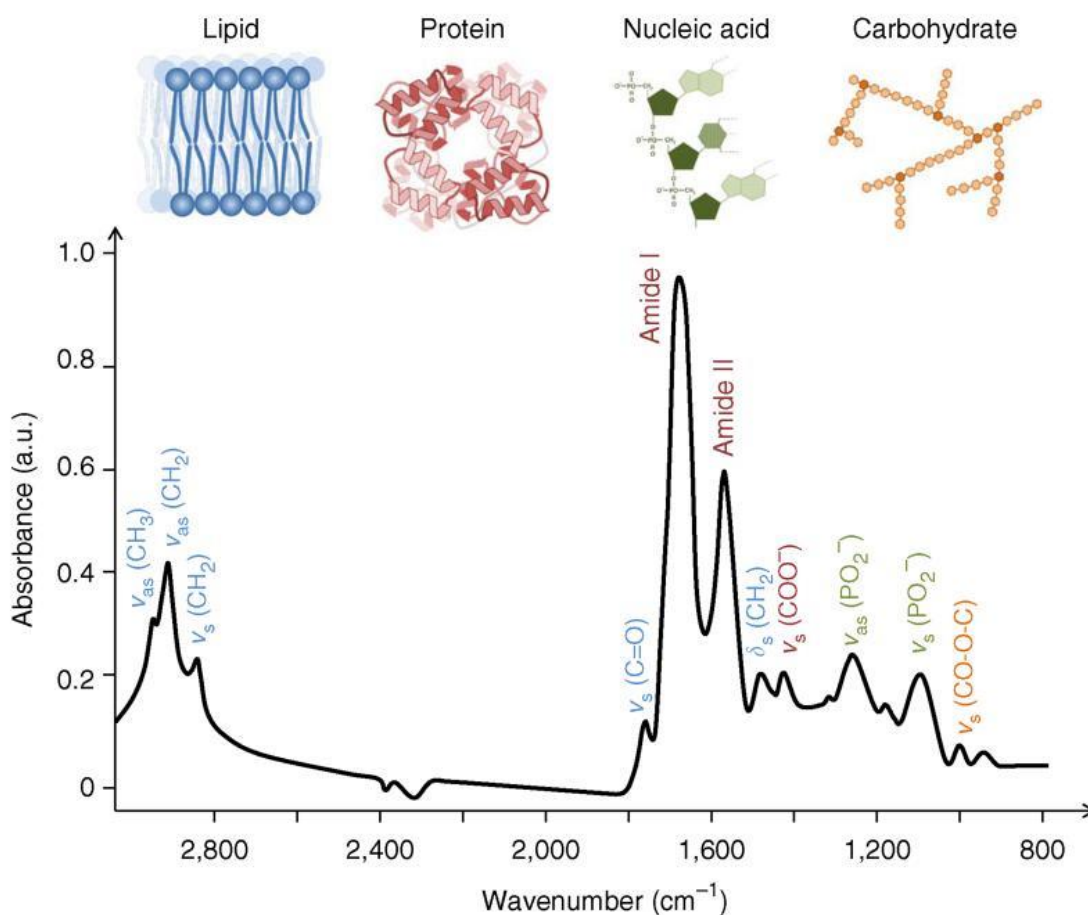 Lipid
Protein
Nucleic acid
Carbohydrate
Absorbance (a.u.)
1.0
0.8
0.6
0.4
0.2
0
νas (CH3)
νas (CH2)
νs (CH2)
νs (C=O)
Amide I
Amide II
δs (CH2)
νs (COO−)
νas (PO2−)
νs (PO2−)
νs (CO-O-C)
2,800
2,400
2,000
1,600
1,200
800
Wavenumber (cm−1)